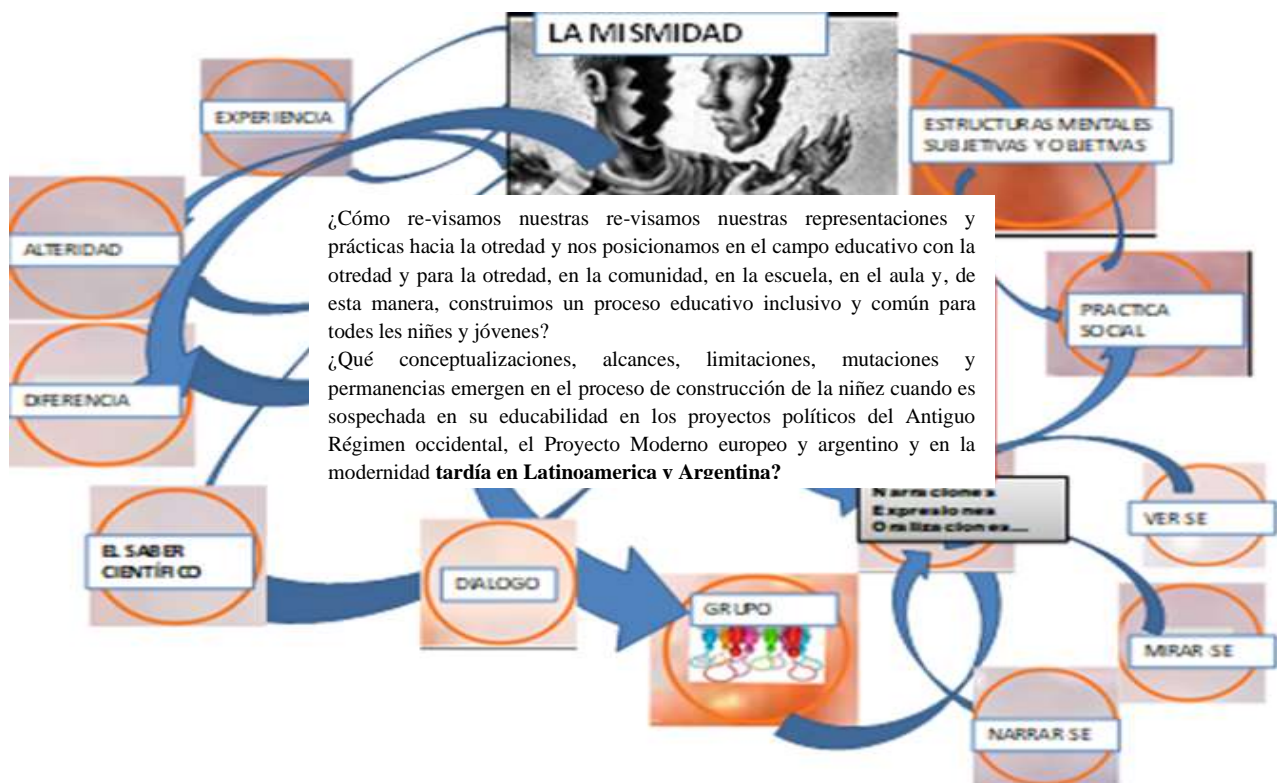 LA MISMIDAD
EXPERIENCIA
ESTRUCTURAS MENTALES
SUBJETIVAS Y OBJETIVAS
ALTERIDAD
¿Cómo re-visamos nuestras re-visamos nuestras representaciones y
prácticas hacia la otredad y nos posicionamos en el campo educativo con la
otredad y para la otredad, en la comunidad, en la escuela, en el aula y, de
esta manera, construimos un proceso educativo inclusivo y común para
todes les niñes y jóvenes?
¿Qué conceptualizaciones, alcances, limitaciones, mutaciones y
permanencias emergen en el proceso de construcción de la niñez cuando es
sospechada en su educabilidad en los proyectos políticos del Antiguo
Régimen occidental, el Proyecto Moderno europeo y argentino y en la
modernidad tardía en Latinoamerica y Argentina?
PRACTICA
SOCIAL
DIFERENCIA
Narraciones
Expresiones
Oralizaciones...
VER SE
EL SABER
CIENTÍFICO
DIALOGO
GRUPO
MIRAR-SE
NARRAR-SE